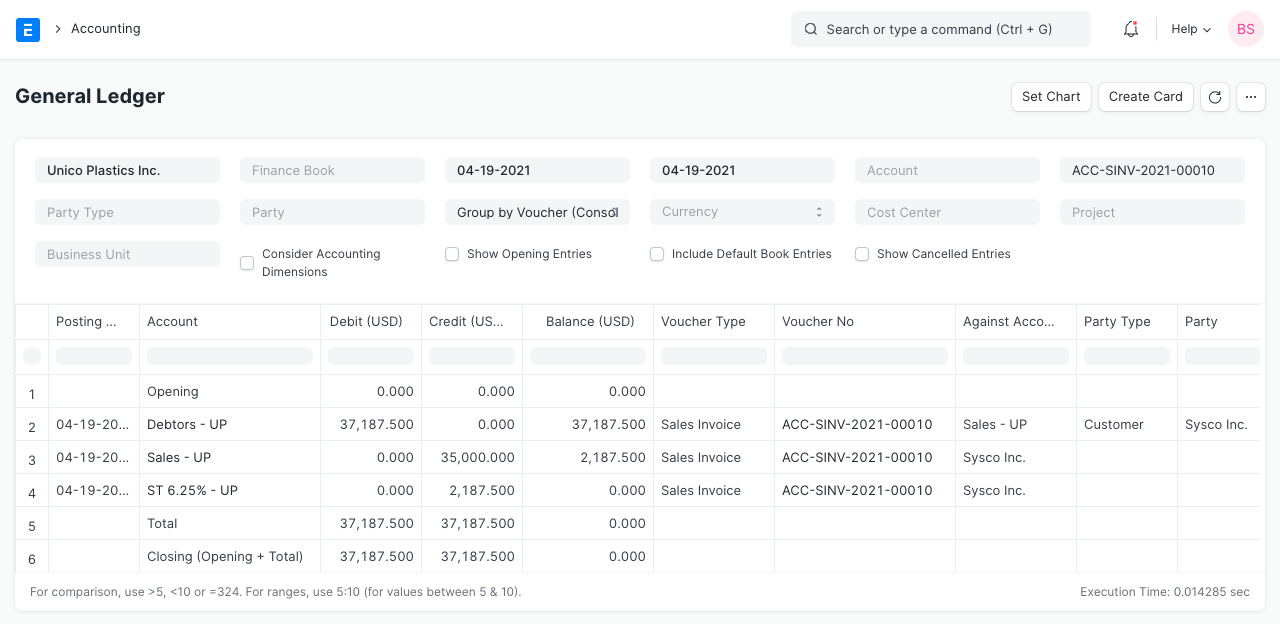 E > Accounting Search or type a command (Ctrl + G) Help BS
General Ledger Set Chart Create Card ...
Unico Plastics Inc. Finance Book 04-19-2021 04-19-2021 Account ACC-SINV-2021-00010
Party Type Party Group by Voucher (Consol Currency Cost Center Project
Business Unit Consider Accounting Show Opening Entries Include Default Book Entries Show Cancelled Entries
Dimensions
Posting ... Account Debit (USD) Credit (US... Balance (USD) Voucher Type Voucher No Against Acco... Party Type Party
1 Opening 0.000 0.000 0.000
2 04-19-20... Debtors - UP 37,187.500 0.000 37,187.500 Sales Invoice ACC-SINV-2021-00010 Sales - UP Customer Sysco Inc.
3 04-19-20... Sales - UP 0.000 35,000.000 2,187.500 Sales Invoice ACC-SINV-2021-00010 Sysco Inc.
4 04-19-20... ST 6.25% - UP 0.000 2,187.500 0.000 Sales Invoice ACC-SINV-2021-00010 Sysco Inc.
5 Total 37,187.500 37,187.500 0.000
6 Closing (Opening + Total) 37,187.500 37,187.500 0.000
For comparison, use >5, <10 or =324. For ranges, use 5:10 (for values between 5 & 10). Execution Time: 0.014285 sec